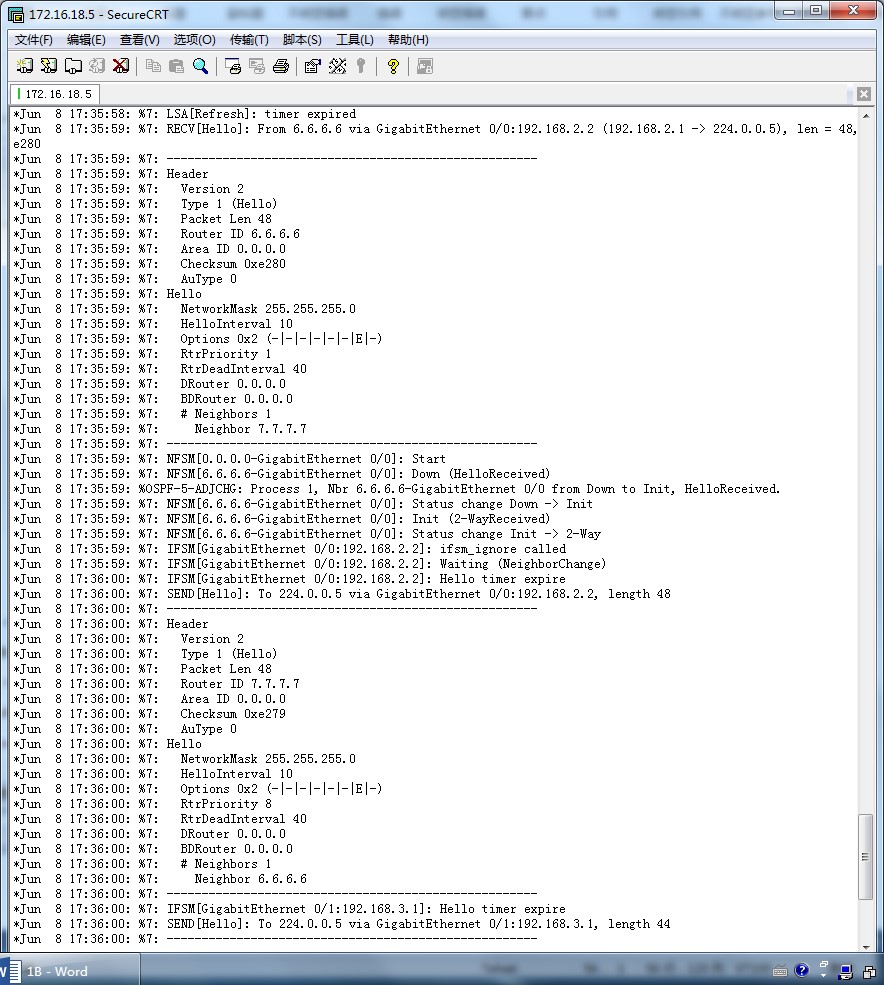 172.16.18.5 - SecureCRT
文件(F) 编辑(E) 查看(V) 选项(O) 传输(T) 脚本(S) 工具(L) 帮助(H)
172.16.18.5
*Jun  8 17:35:58: %7: LSA[Refresh]: timer expired
*Jun  8 17:35:59: %7: RECV[Hello]: From 6.6.6.6 via GigabitEthernet 0/0:192.168.2.2 (192.168.2.1 -> 224.0.0.5), len = 48,
e280
*Jun  8 17:35:59: %7: -----------------------------------------------------
*Jun  8 17:35:59: %7: Header
*Jun  8 17:35:59: %7:   Version 2
*Jun  8 17:35:59: %7:   Type 1 (Hello)
*Jun  8 17:35:59: %7:   Packet Len 48
*Jun  8 17:35:59: %7:   Router ID 6.6.6.6
*Jun  8 17:35:59: %7:   Area ID 0.0.0.0
*Jun  8 17:35:59: %7:   Checksum 0xe280
*Jun  8 17:35:59: %7:   AuType 0
*Jun  8 17:35:59: %7: Hello
*Jun  8 17:35:59: %7:   NetworkMask 255.255.255.0
*Jun  8 17:35:59: %7:   HelloInterval 10
*Jun  8 17:35:59: %7:   Options 0x2 (-|-|-|-|-|-|E|-)
*Jun  8 17:35:59: %7:   RtrPriority 1
*Jun  8 17:35:59: %7:   RtrDeadInterval 40
*Jun  8 17:35:59: %7:   DRouter 0.0.0.0
*Jun  8 17:35:59: %7:   BDRouter 0.0.0.0
*Jun  8 17:35:59: %7:   # Neighbors 1
*Jun  8 17:35:59: %7:     Neighbor 7.7.7.7
*Jun  8 17:35:59: %7: -----------------------------------------------------
*Jun  8 17:35:59: %7: NFSM[0.0.0.0-GigabitEthernet 0/0]: Start
*Jun  8 17:35:59: %7: NFSM[6.6.6.6-GigabitEthernet 0/0]: Down (HelloReceived)
*Jun  8 17:35:59: %OSPF-5-ADJCHG: Process 1, Nbr 6.6.6.6-GigabitEthernet 0/0 from Down to Init, HelloReceived.
*Jun  8 17:35:59: %7: NFSM[6.6.6.6-GigabitEthernet 0/0]: Status change Down -> Init
*Jun  8 17:35:59: %7: NFSM[6.6.6.6-GigabitEthernet 0/0]: Init (2-WayReceived)
*Jun  8 17:35:59: %7: NFSM[6.6.6.6-GigabitEthernet 0/0]: Status change Init -> 2-Way
*Jun  8 17:35:59: %7: IFSM[GigabitEthernet 0/0:192.168.2.2]: ifsm_ignore called
*Jun  8 17:35:59: %7: IFSM[GigabitEthernet 0/0:192.168.2.2]: Waiting (NeighborChange)
*Jun  8 17:36:00: %7: IFSM[GigabitEthernet 0/0:192.168.2.2]: Hello timer expire
*Jun  8 17:36:00: %7: SEND[Hello]: To 224.0.0.5 via GigabitEthernet 0/0:192.168.2.2, length 48
*Jun  8 17:36:00: %7: -----------------------------------------------------
*Jun  8 17:36:00: %7: Header
*Jun  8 17:36:00: %7:   Version 2
*Jun  8 17:36:00: %7:   Type 1 (Hello)
*Jun  8 17:36:00: %7:   Packet Len 48
*Jun  8 17:36:00: %7:   Router ID 7.7.7.7
*Jun  8 17:36:00: %7:   Area ID 0.0.0.0
*Jun  8 17:36:00: %7:   Checksum 0xe279
*Jun  8 17:36:00: %7:   AuType 0
*Jun  8 17:36:00: %7: Hello
*Jun  8 17:36:00: %7:   NetworkMask 255.255.255.0
*Jun  8 17:36:00: %7:   HelloInterval 10
*Jun  8 17:36:00: %7:   Options 0x2 (-|-|-|-|-|-|E|-)
*Jun  8 17:36:00: %7:   RtrPriority 8
*Jun  8 17:36:00: %7:   RtrDeadInterval 40
*Jun  8 17:36:00: %7:   DRouter 0.0.0.0
*Jun  8 17:36:00: %7:   BDRouter 0.0.0.0
*Jun  8 17:36:00: %7:   # Neighbors 1
*Jun  8 17:36:00: %7:     Neighbor 6.6.6.6
*Jun  8 17:36:00: %7: -----------------------------------------------------
*Jun  8 17:36:00: %7: IFSM[GigabitEthernet 0/1:192.168.3.1]: Hello timer expire
*Jun  8 17:36:00: %7: SEND[Hello]: To 224.0.0.5 via GigabitEthernet 0/1:192.168.3.1, length 44
*Jun  8 17:36:00: %7: -----------------------------------------------------
1B - Word